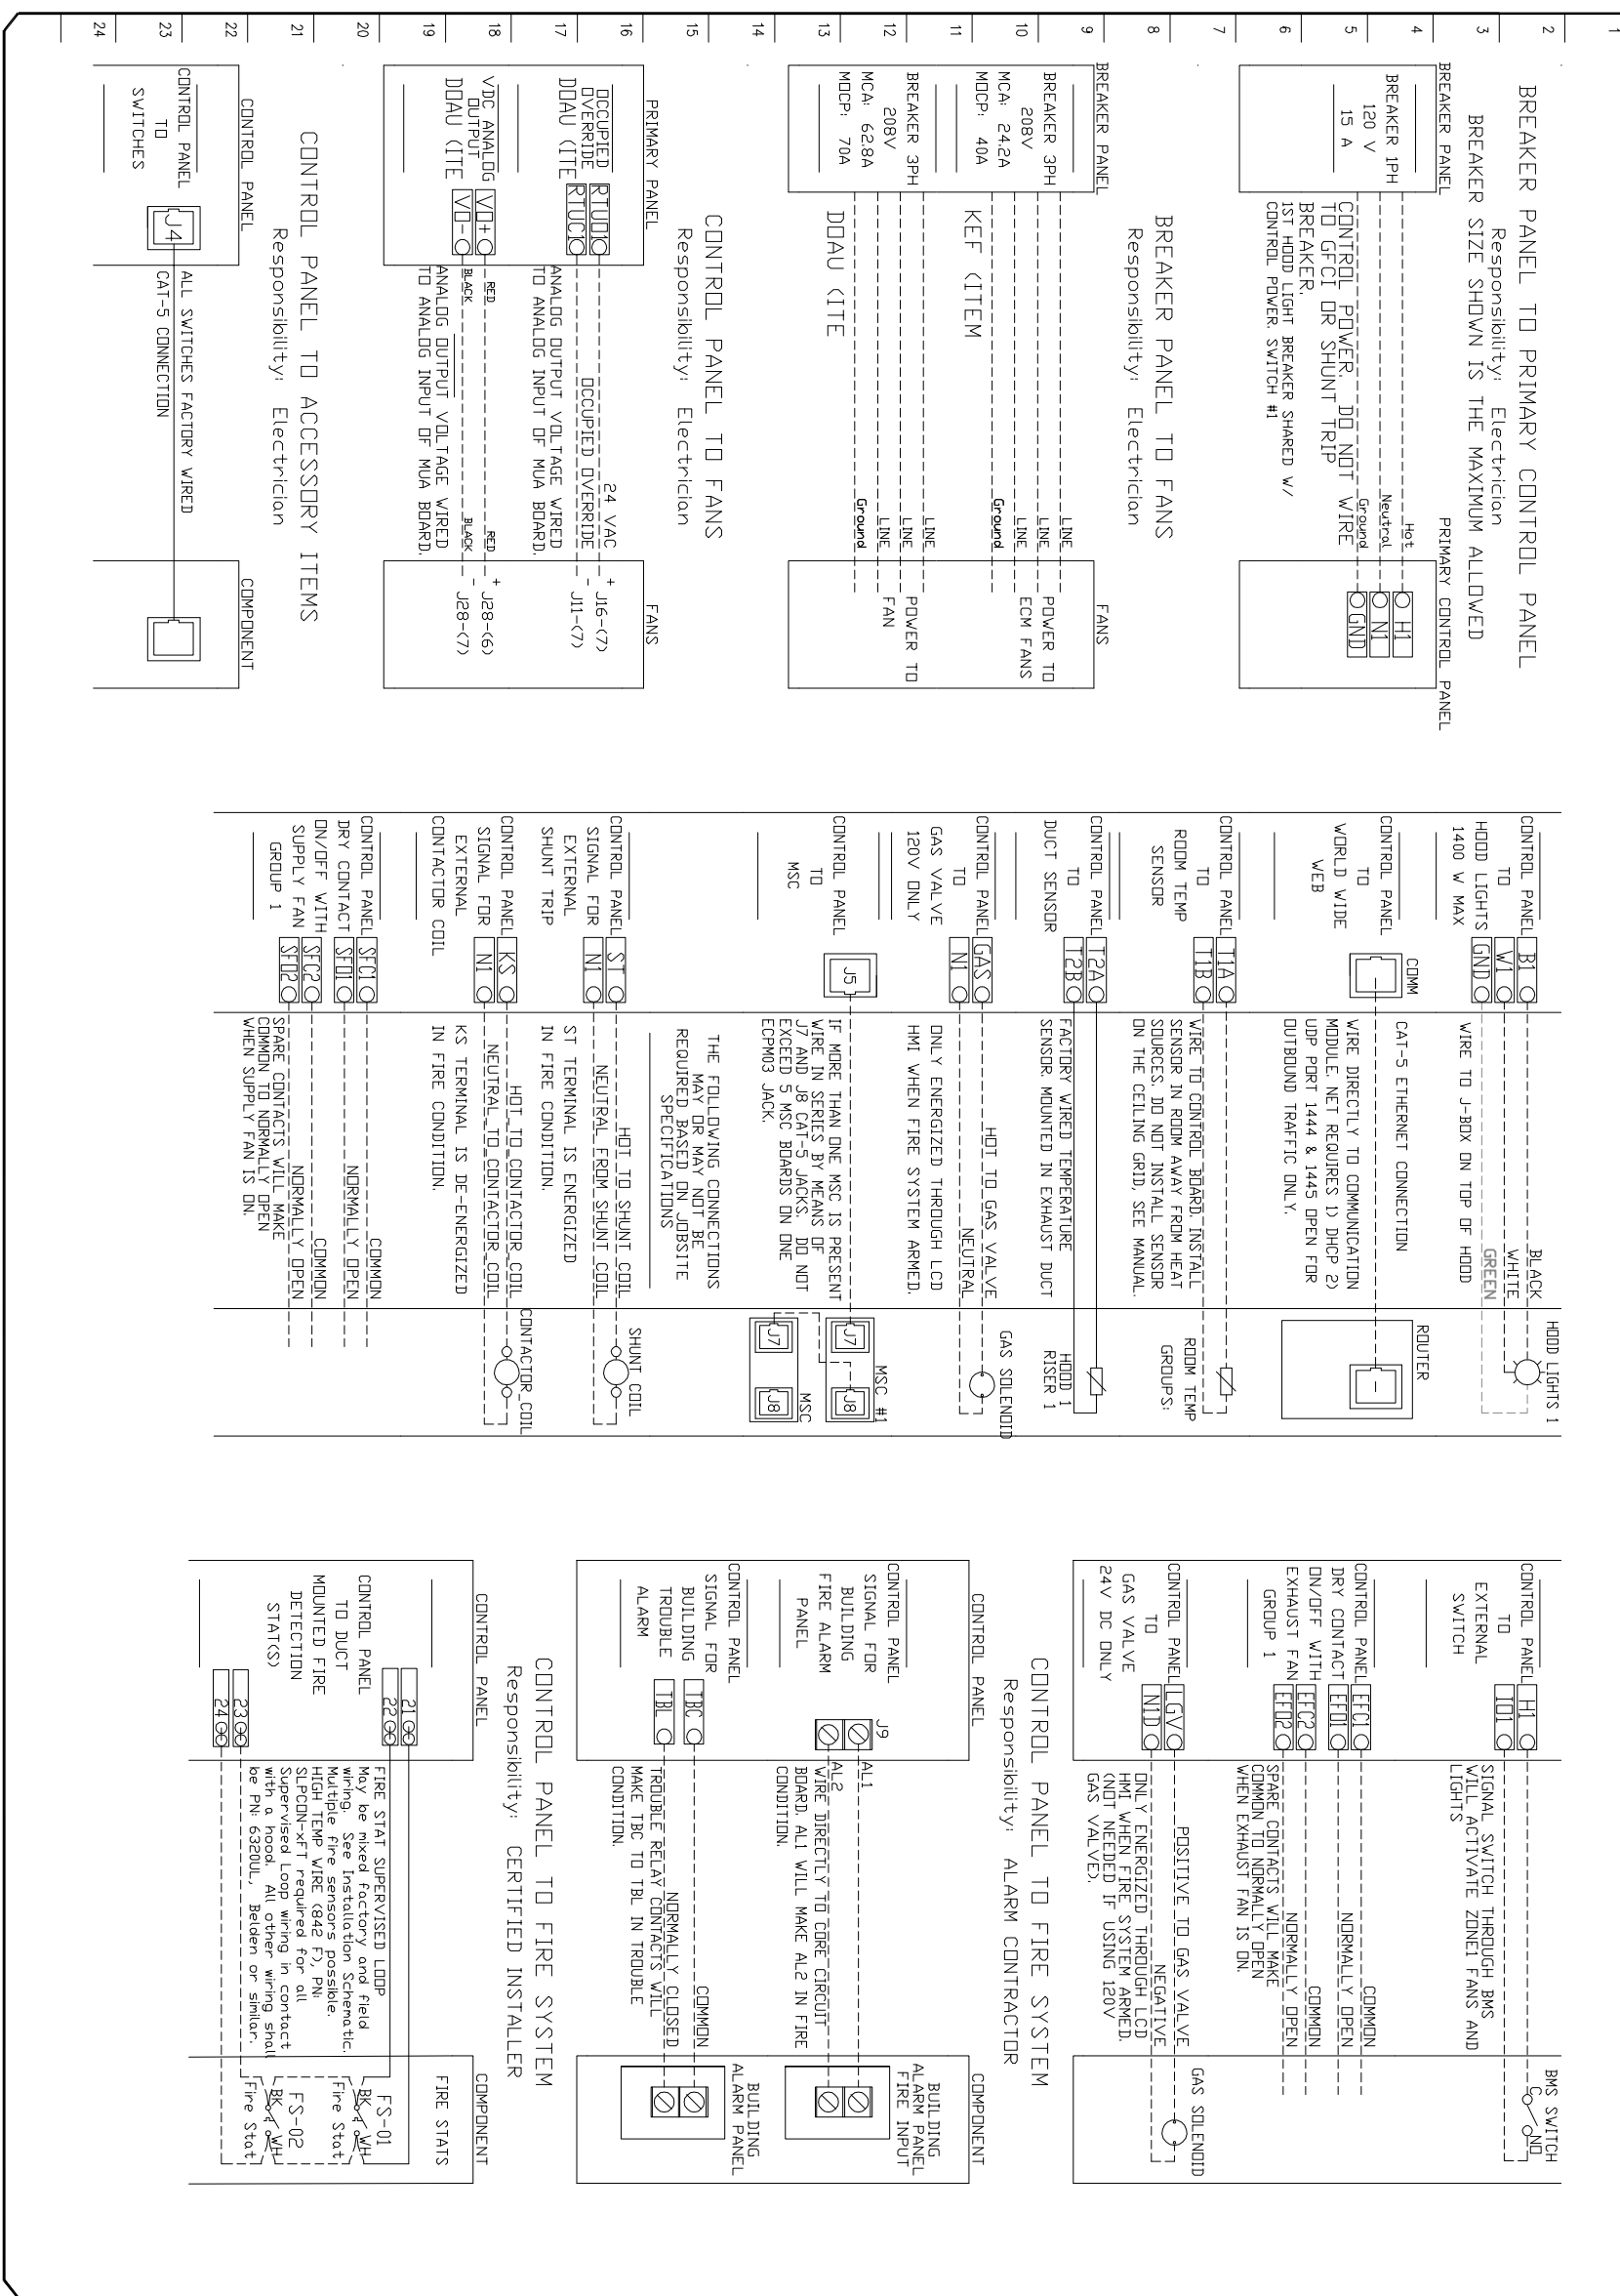 1
2
3
4
5
6
7
8
9
10
11
12
13
14
15
16
17
18
19
20
21
22
23
24
BREAKER PANEL TO PRIMARY CONTROL PANEL
Responsibility: Electrician
BREAKER SIZE SHOWN IS THE MAXIMUM ALLOWED
BREAKER PANEL
PRIMARY CONTROL PANEL
BREAKER 1PH
120 V
15 A
Hot
H1
Neutral
N1
Ground
GND
CONTROL POWER. DO NOT WIRE
TO GFCI OR SHUNT TRIP
BREAKER.
1ST HOOD LIGHT BREAKER SHARED W/
CONTROL POWER. SWITCH #1
BREAKER PANEL TO FANS
Responsibility: Electrician
BREAKER PANEL
FANS
BREAKER 3PH
208V
MCA: 24.2A
MOCP: 40A
LINE
LINE
LINE
Ground
POWER TO
ECM FANS
KEF (ITEM
BREAKER 3PH
208V
MCA: 62.8A
MOCP: 70A
LINE
LINE
LINE
Ground
POWER TO
FAN
DOAU (ITE
CONTROL PANEL TO FANS
Responsibility: Electrician
PRIMARY PANEL
FANS
OCCUPIED
OVERRIDE
DOAU (ITE
RTUO1
RTUC1
24 VAC
OCCUPIED OVERRIDE
+
J16-(7)
-
J11-(7)
ANALOG OUTPUT VOLTAGE WIRED
TO ANALOG INPUT OF MUA BOARD.
VDC ANALOG
OUTPUT
DOAU (ITE
VO+
VO-
RED
RED
BLACK
BLACK
+
J28-(6)
-
J28-(7)
ANALOG OUTPUT VOLTAGE WIRED
TO ANALOG INPUT OF MUA BOARD.
CONTROL PANEL TO ACCESSORY ITEMS
Responsibility: Electrician
CONTROL PANEL
COMPONENT
CONTROL PANEL
TO
SWITCHES
J4
ALL SWITCHES FACTORY WIRED
CAT-5 CONNECTION
CONTROL PANEL
TO
HOOD LIGHTS
1400 W MAX
B1
W1
GND
BLACK
WHITE
GREEN
WIRE TO J-BOX ON TOP OF HOOD
HOOD LIGHTS 1
CONTROL PANEL
TO
WORLD WIDE
WEB
COMM
CAT-5 ETHERNET CONNECTION
WIRE DIRECTLY TO COMMUNICATION
MODULE. NET REQUIRES 1) DHCP 2)
UDP PORT 1444 & 1445 OPEN FOR
OUTBOUND TRAFFIC ONLY.
ROUTER
CONTROL PANEL
TO
ROOM TEMP
SENSOR
T1A
T1B
WIRE TO CONTROL BOARD. INSTALL
SENSOR IN ROOM AWAY FROM HEAT
SOURCES. DO NOT INSTALL SENSOR
ON THE CEILING GRID, SEE MANUAL.
ROOM TEMP
GROUPS:
CONTROL PANEL
TO
DUCT SENSOR
T2A
T2B
FACTORY WIRED TEMPERATURE
SENSOR MOUNTED IN EXHAUST DUCT
HOOD 1
RISER 1
CONTROL PANEL
TO
GAS VALVE
120V ONLY
GAS
N1
HOT TO GAS VALVE
NEUTRAL
ONLY ENERGIZED THROUGH LCD
HMI WHEN FIRE SYSTEM ARMED.
GAS SOLENOID
CONTROL PANEL
TO
MSC
J5
IF MORE THAN ONE MSC IS PRESENT
WIRE IN SERIES BY MEANS OF
J7 AND J8 CAT-5 JACKS. DO NOT
EXCEED 5 MSC BOARDS ON ONE
ECPM03 JACK.
J7
J8
MSC #1
J7
J8
MSC
THE FOLLOWING CONNECTIONS
MAY OR MAY NOT BE
REQUIRED BASED ON JOBSITE
SPECIFICATIONS
CONTROL PANEL
SIGNAL FOR
EXTERNAL
SHUNT TRIP
ST
N1
HOT TO SHUNT COIL
NEUTRAL FROM SHUNT COIL
ST TERMINAL IS ENERGIZED
IN FIRE CONDITION.
SHUNT COIL
CONTROL PANEL
SIGNAL FOR
EXTERNAL
CONTACTOR COIL
KS
N1
HOT TO CONTACTOR COIL
NEUTRAL TO CONTACTOR COIL
KS TERMINAL IS DE-ENERGIZED
IN FIRE CONDITION.
CONTACTOR COIL
CONTROL PANEL
DRY CONTACT
ON/OFF WITH
SUPPLY FAN
GROUP 1
SFC1
SFO1
SFC2
SFO2
COMMON
NORMALLY OPEN
COMMON
NORMALLY OPEN
SPARE CONTACTS WILL MAKE
COMMON TO NORMALLY OPEN
WHEN SUPPLY FAN IS ON.
CONTROL PANEL
TO
EXTERNAL
SWITCH
H1
IO1
SIGNAL SWITCH THROUGH BMS
WILL ACTIVATE ZONE1 FANS AND
LIGHTS
BMS SWITCH
C
NO
CONTROL PANEL
DRY CONTACT
ON/OFF WITH
EXHAUST FAN
GROUP 1
EFC1
EFO1
EFC2
EFO2
COMMON
NORMALLY OPEN
COMMON
NORMALLY OPEN
SPARE CONTACTS WILL MAKE
COMMON TO NORMALLY OPEN
WHEN EXHAUST FAN IS ON.
CONTROL PANEL
TO
GAS VALVE
24V DC ONLY
LGV
N1D
POSITIVE TO GAS VALVE
NEGATIVE
ONLY ENERGIZED THROUGH LCD
HMI WHEN FIRE SYSTEM ARMED.
(NOT NEEDED IF USING 120V
GAS VALVE).
GAS SOLENOID
CONTROL PANEL TO FIRE SYSTEM
Responsibility: ALARM CONTRACTOR
CONTROL PANEL
COMPONENT
CONTROL PANEL
SIGNAL FOR
BUILDING
FIRE ALARM
PANEL
J9
AL1
AL2
WIRE DIRECTLY TO CORE CIRCUIT
BOARD. AL1 WILL MAKE AL2 IN FIRE
CONDITION.
BUILDING
ALARM PANEL
FIRE INPUT
CONTROL PANEL
SIGNAL FOR
BUILDING
TROUBLE
ALARM
TBC
TBL
COMMON
NORMALLY CLOSED
TROUBLE RELAY CONTACTS WILL
MAKE TBC TO TBL IN TROUBLE
CONDITION.
BUILDING
ALARM PANEL
CONTROL PANEL TO FIRE SYSTEM
Responsibility: CERTIFIED INSTALLER
CONTROL PANEL
COMPONENT
CONTROL PANEL
TO DUCT
MOUNTED FIRE
DETECTION
STAT(S)
21
22
23
24
FIRE STAT SUPERVISED LOOP
May be mixed factory and field
wiring. See Installation Schematic.
Multiple fire sensors possible.
HIGH TEMP WIRE (842 F), PN:
SLPCON-xFT required for all
Supervised Loop wiring in contact
with a hood. All other wiring shall
be PN: 6320UL, Belden or similar.
FIRE STATS
FS-01
BK
WH
Fire Stat
FS-02
BK
WH
Fire Stat